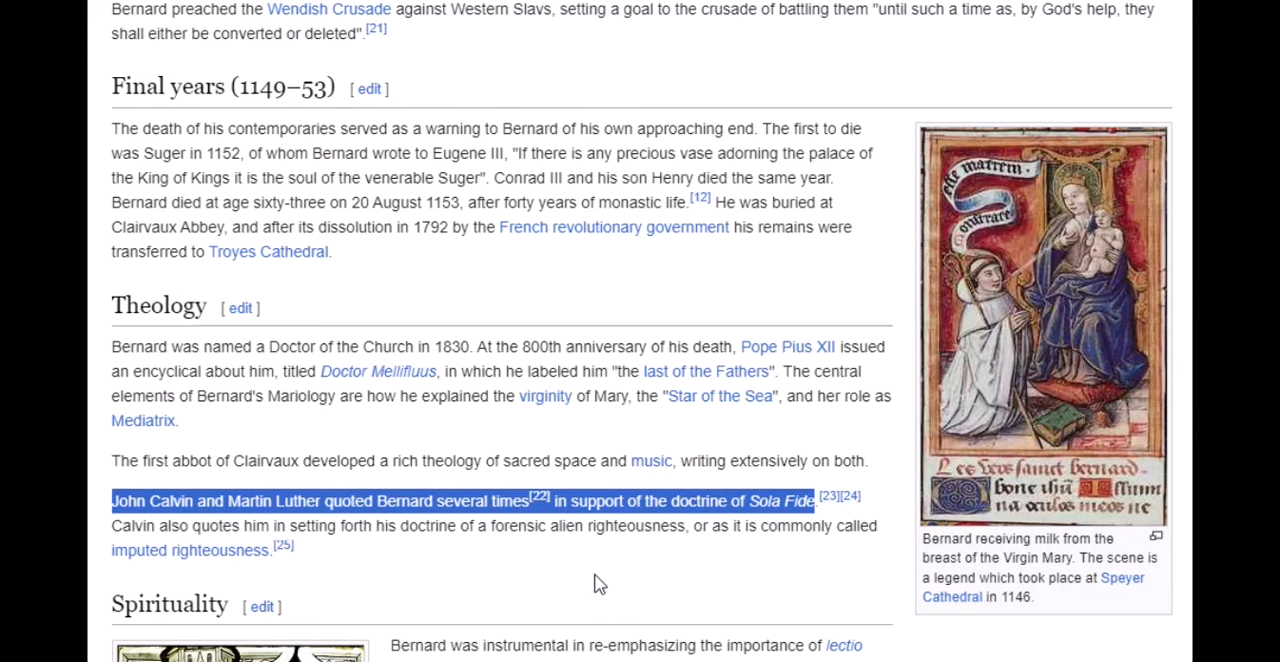 Bernard preached the Wendish Crusade against Western Slavs, setting a goal to the crusade of battling them "until such a time as, by God's help, they
shall either be converted or deleted".[21]
Final years (1149–53) [ edit ]
The death of his contemporaries served as a warning to Bernard of his own approaching end. The first to die
was Suger in 1152, of whom Bernard wrote to Eugene III, "If there is any precious vase adorning the palace of
the King of Kings it is the soul of the venerable Suger". Conrad III and his son Henry died the same year.
Bernard died at age sixty-three on 20 August 1153, after forty years of monastic life.[12] He was buried at
Clairvaux Abbey, and after its dissolution in 1792 by the French revolutionary government his remains were
transferred to Troyes Cathedral.
Theology [ edit ]
Bernard was named a Doctor of the Church in 1830. At the 800th anniversary of his death, Pope Pius XII issued
an encyclical about him, titled Doctor Mellifluus, in which he labeled him "the last of the Fathers". The central
elements of Bernard's Mariology are how he explained the virginity of Mary, the "Star of the Sea", and her role as
Mediatrix.
The first abbot of Clairvaux developed a rich theology of sacred space and music, writing extensively on both.
John Calvin and Martin Luther quoted Bernard several times[22] in support of the doctrine of Sola Fide.[23][24]
Calvin also quotes him in setting forth his doctrine of a forensic alien righteousness, or as it is commonly called
imputed righteousness.[25]
Spirituality [ edit ]
Bernard was instrumental in re-emphasizing the importance of lectio
matrem
bernard
Bernard receiving milk from the
breast of the Virgin Mary. The scene is
a legend which took place at Speyer
Cathedral in 1146.